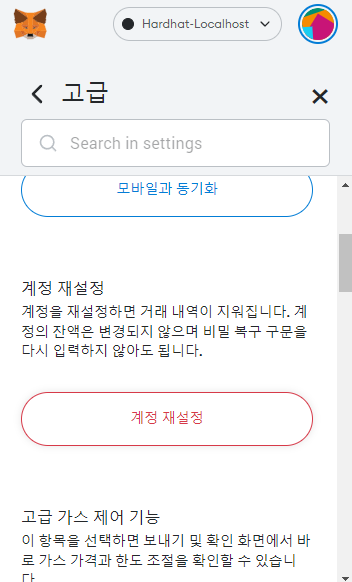 Hardhat-Localhost
고급
Search in settings
모바일과 동기화
계정 재설정
계정을 재설정하면 거래 내역이 지워집니다. 계
정의 잔액은 변경되지 않으며 비밀 복구 구문을
다시 입력하지 않아도 됩니다.
계정 재설정
고급 가스 제어 기능
이 항목을 선택하면 보내기 및 확인 화면에서 바
로 가스 가격과 한도 조절을 확인할 수 있습니
다.